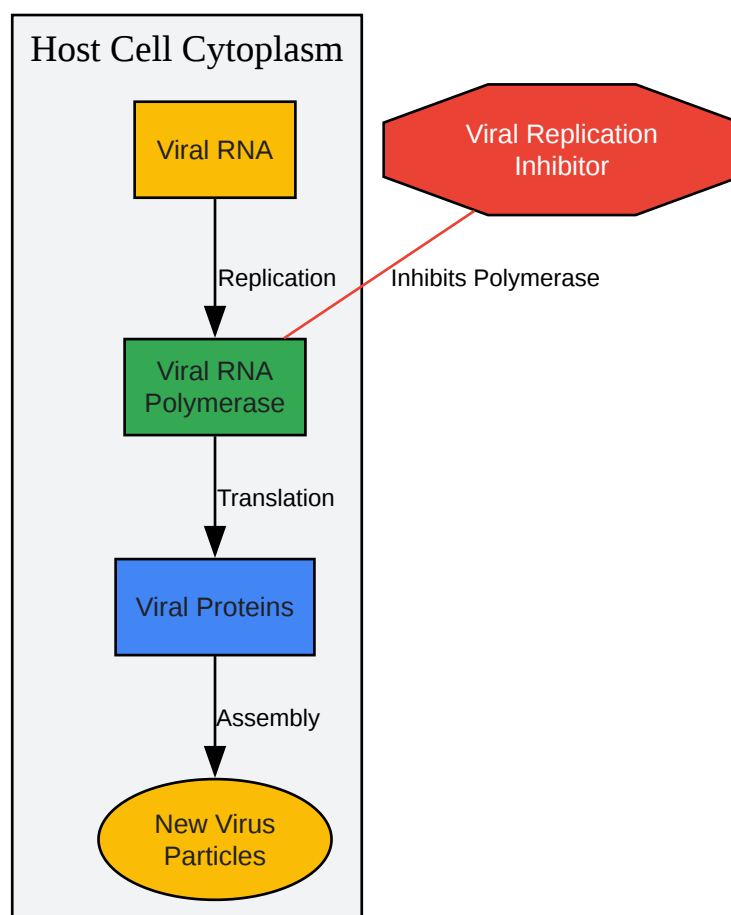 Host Cell Cytoplasm
Viral RNA
Viral Replication
Inhibitor
Replication
Inhibits Polymerase
Viral RNA
Polymerase
Translation
Viral Proteins
Assembly
New Virus
Particles